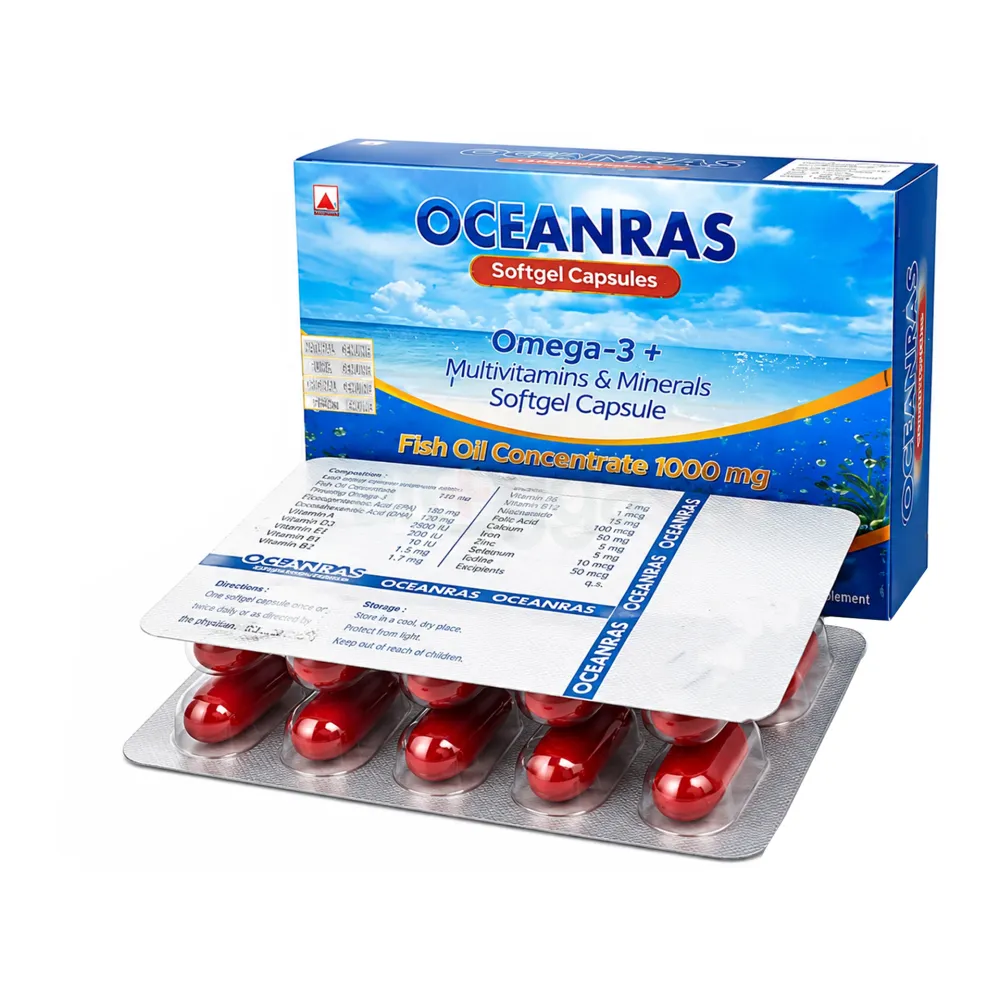 OCEANRAS
OCEANRAS
Softgel Capsules
Omega-3 +
Multivitamins & Minerals
Softgel Capsule
Fish Oil Concentrate 1000 mg
OCEANRAS
plement
Composition :
Fish Oil Concentrate
Eicosapentaenoic Acid (EPA) 180 mg
Docosahexaenoic Acid (DHA) 120 mg
Vitamin A 2500 IU
Vitamin D3 200 IU
Vitamin E1 10 IU
Vitamin B1 1.5 mg
Vitamin B2 1.7 mg
Vitamin B6 2 mg
Vitamin B12 1 mcg
15 mg
Folic Acid 100 mcg
Calcium 50 mg
Iron 5 mg
Zinc 5 mg
Selenium 10 mcg
Iodine 50 mcg
Excipients q.s.
OCEANRAS
OCEANRAS OCEANRAS
OCEANRAS OCEANRAS OCEANRAS
Directions :
One softgel capsule once or
twice daily or as directed by
the physitian.
Storage :
Store in a cool, dry place.
Protect from light.
Keep out of reach of children.